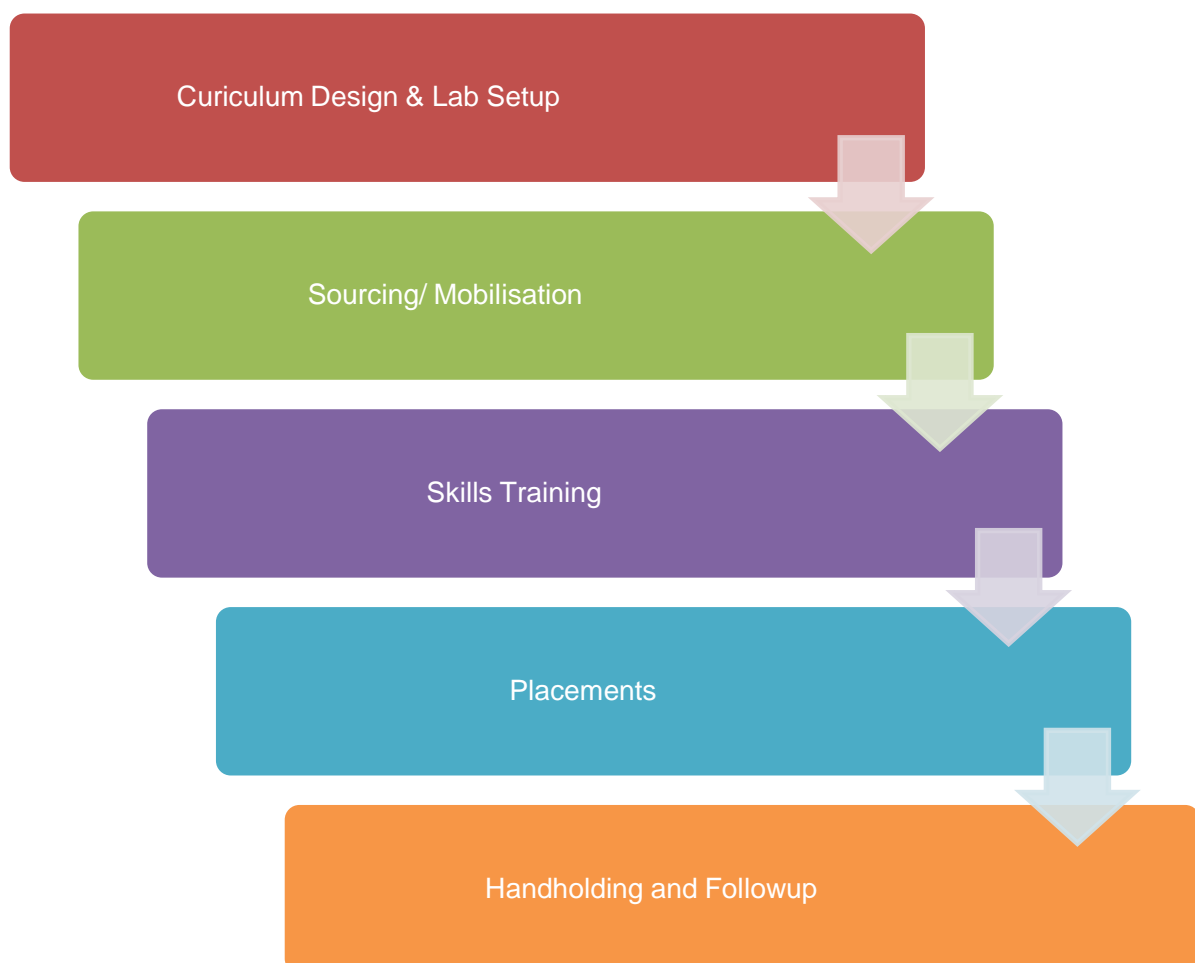 Curiculum Design & Lab Setup
Sourcing/ Mobilisation
Skills Training
Placements
Handholding and Followup